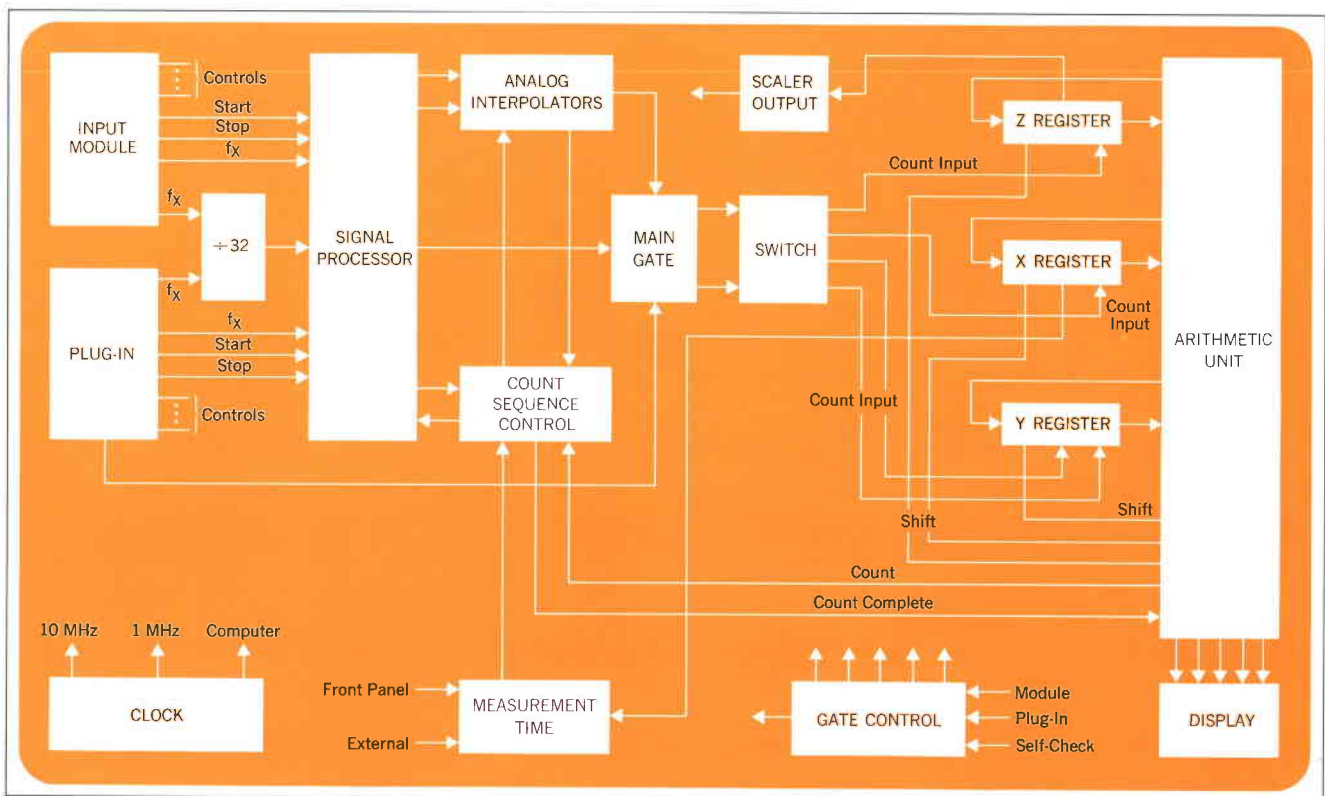 INPUT
MODULE
Controls
Start
Stop
fX
fX
÷32
fX
PLUG-IN
fX
Start
Stop
Controls
SIGNAL
PROCESSOR
ANALOG
INTERPOLATORS
COUNT
SEQUENCE
CONTROL
MAIN
GATE
SCALER
OUTPUT
SWITCH
Count Input
Z REGISTER
X REGISTER
Count
Input
Count Input
Y REGISTER
Shift
Shift
ARITHMETIC
UNIT
Count
Count Complete
10 MHz
1 MHz
Computer
CLOCK
Front Panel
External
MEASUREMENT
TIME
GATE CONTROL
Module
Plug-In
Self-Check
DISPLAY